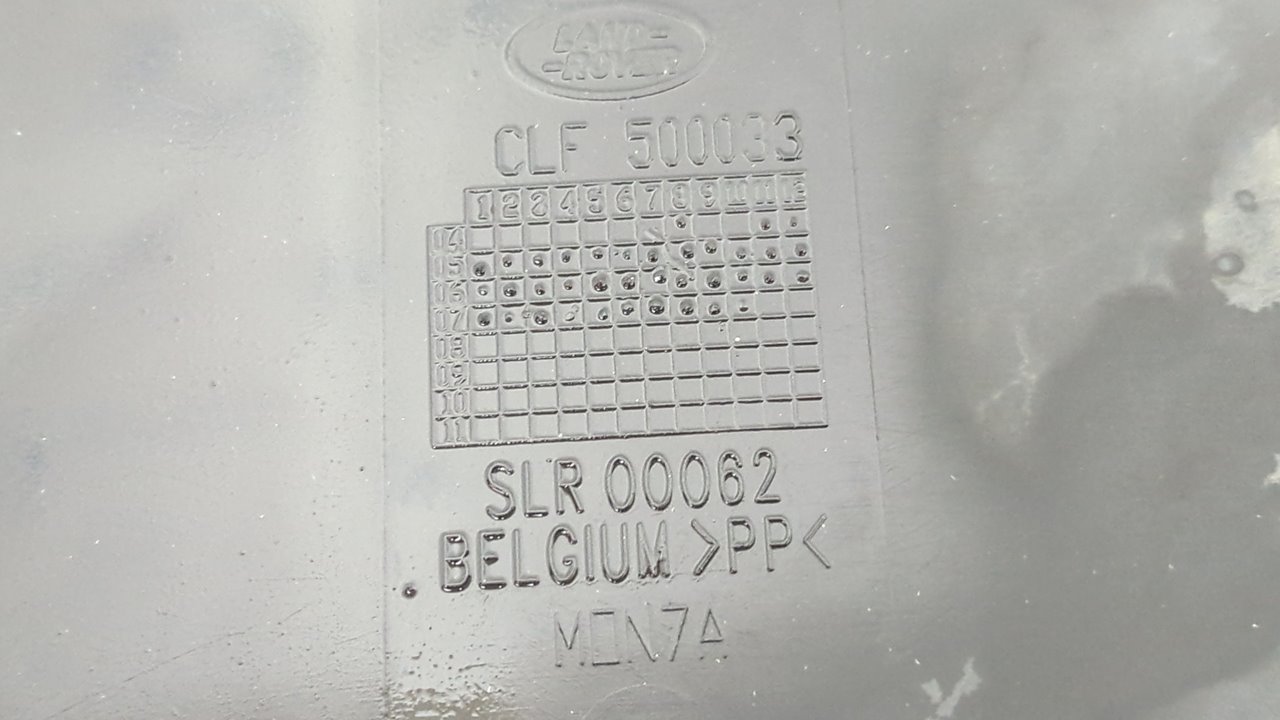 LAND-
-ROVER
CLF 500033
1 2 3 4 5 6 7 8 9 10 11 12
04
05
06
07
08
09
10
11
SLR 00062
BELGIUM >PP<
MON7A